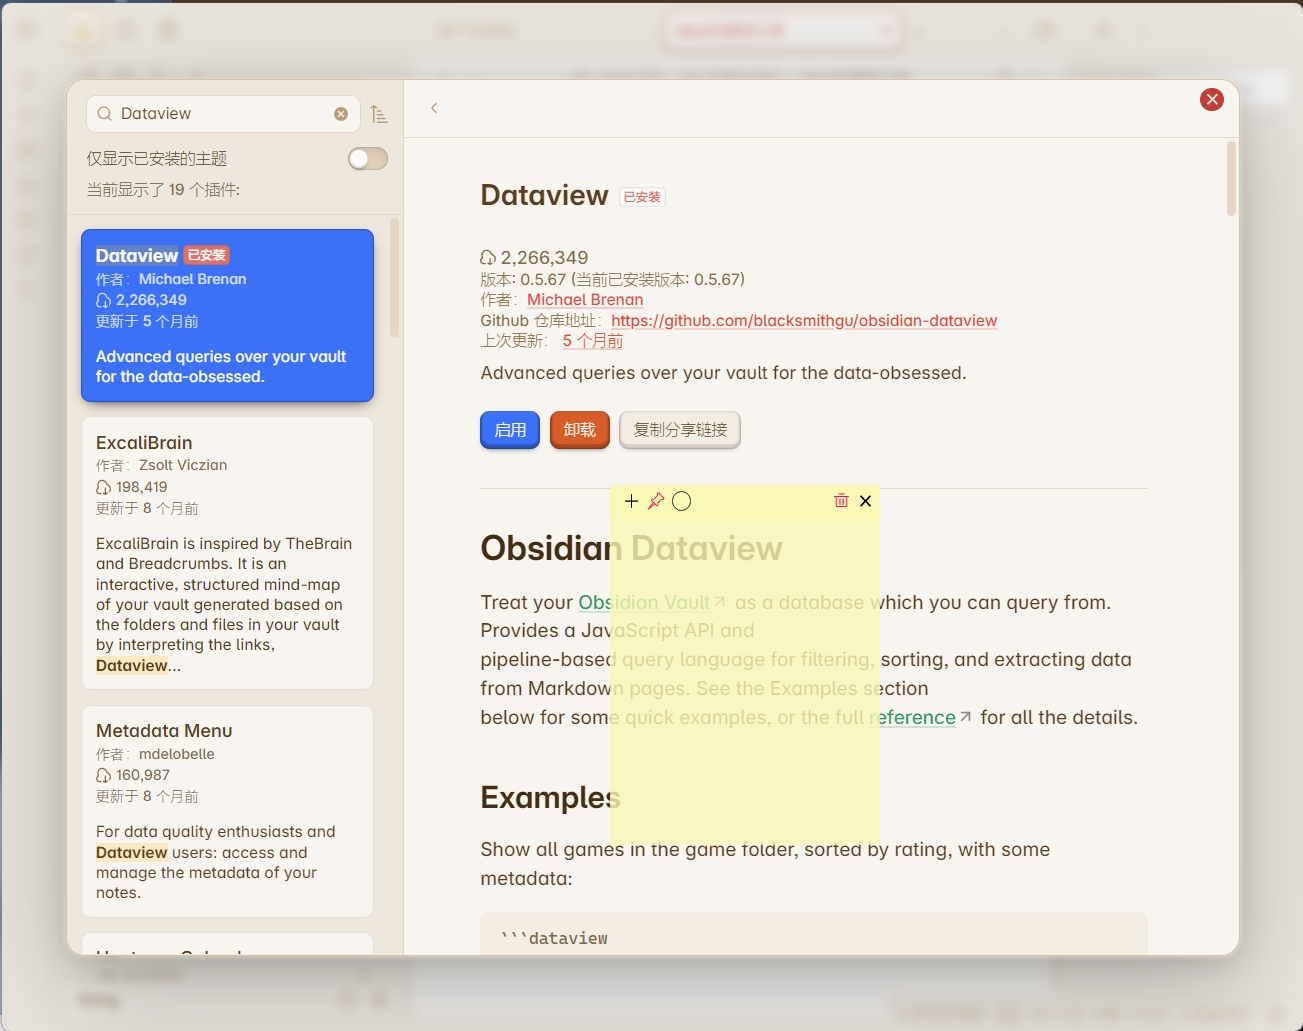 Dataview
仅显示已安装的主题
当前显示了 19 个插件:
Dataview 已安装
作者： Michael Brenan
2,266,349
更新于 5 个月前
Advanced queries over your vault
for the data-obsessed.
ExcaliBrain
作者： Zsolt Viczian
198,419
更新于 8 个月前
ExcaliBrain is inspired by TheBrain
and Breadcrumbs. It is an
interactive, structured mind-map
of your vault generated based on
the folders and files in your vault
by interpreting the links,
Dataview...
Metadata Menu
作者： mdelobelle
160,987
更新于 8 个月前
For data quality enthusiasts and
Dataview users: access and
manage the metadata of your
notes.
Dataview 已安装
2,266,349
版本: 0.5.67 (当前已安装版本: 0.5.67)
作者： Michael Brenan
Github 仓库地址： https://github.com/blacksmithgu/obsidian-dataview
上次更新： 5 个月前
Advanced queries over your vault for the data-obsessed.
启用 卸载 复制分享链接
Obsidian Dataview
Treat your Obsidian Vault as a database which you can query from.
Provides a JavaScript API and
pipeline-based query language for filtering, sorting, and extracting data
from Markdown pages. See the Examples section
below for some quick examples, or the full reference for all the details.
Examples
Show all games in the game folder, sorted by rating, with some
metadata:
```dataview